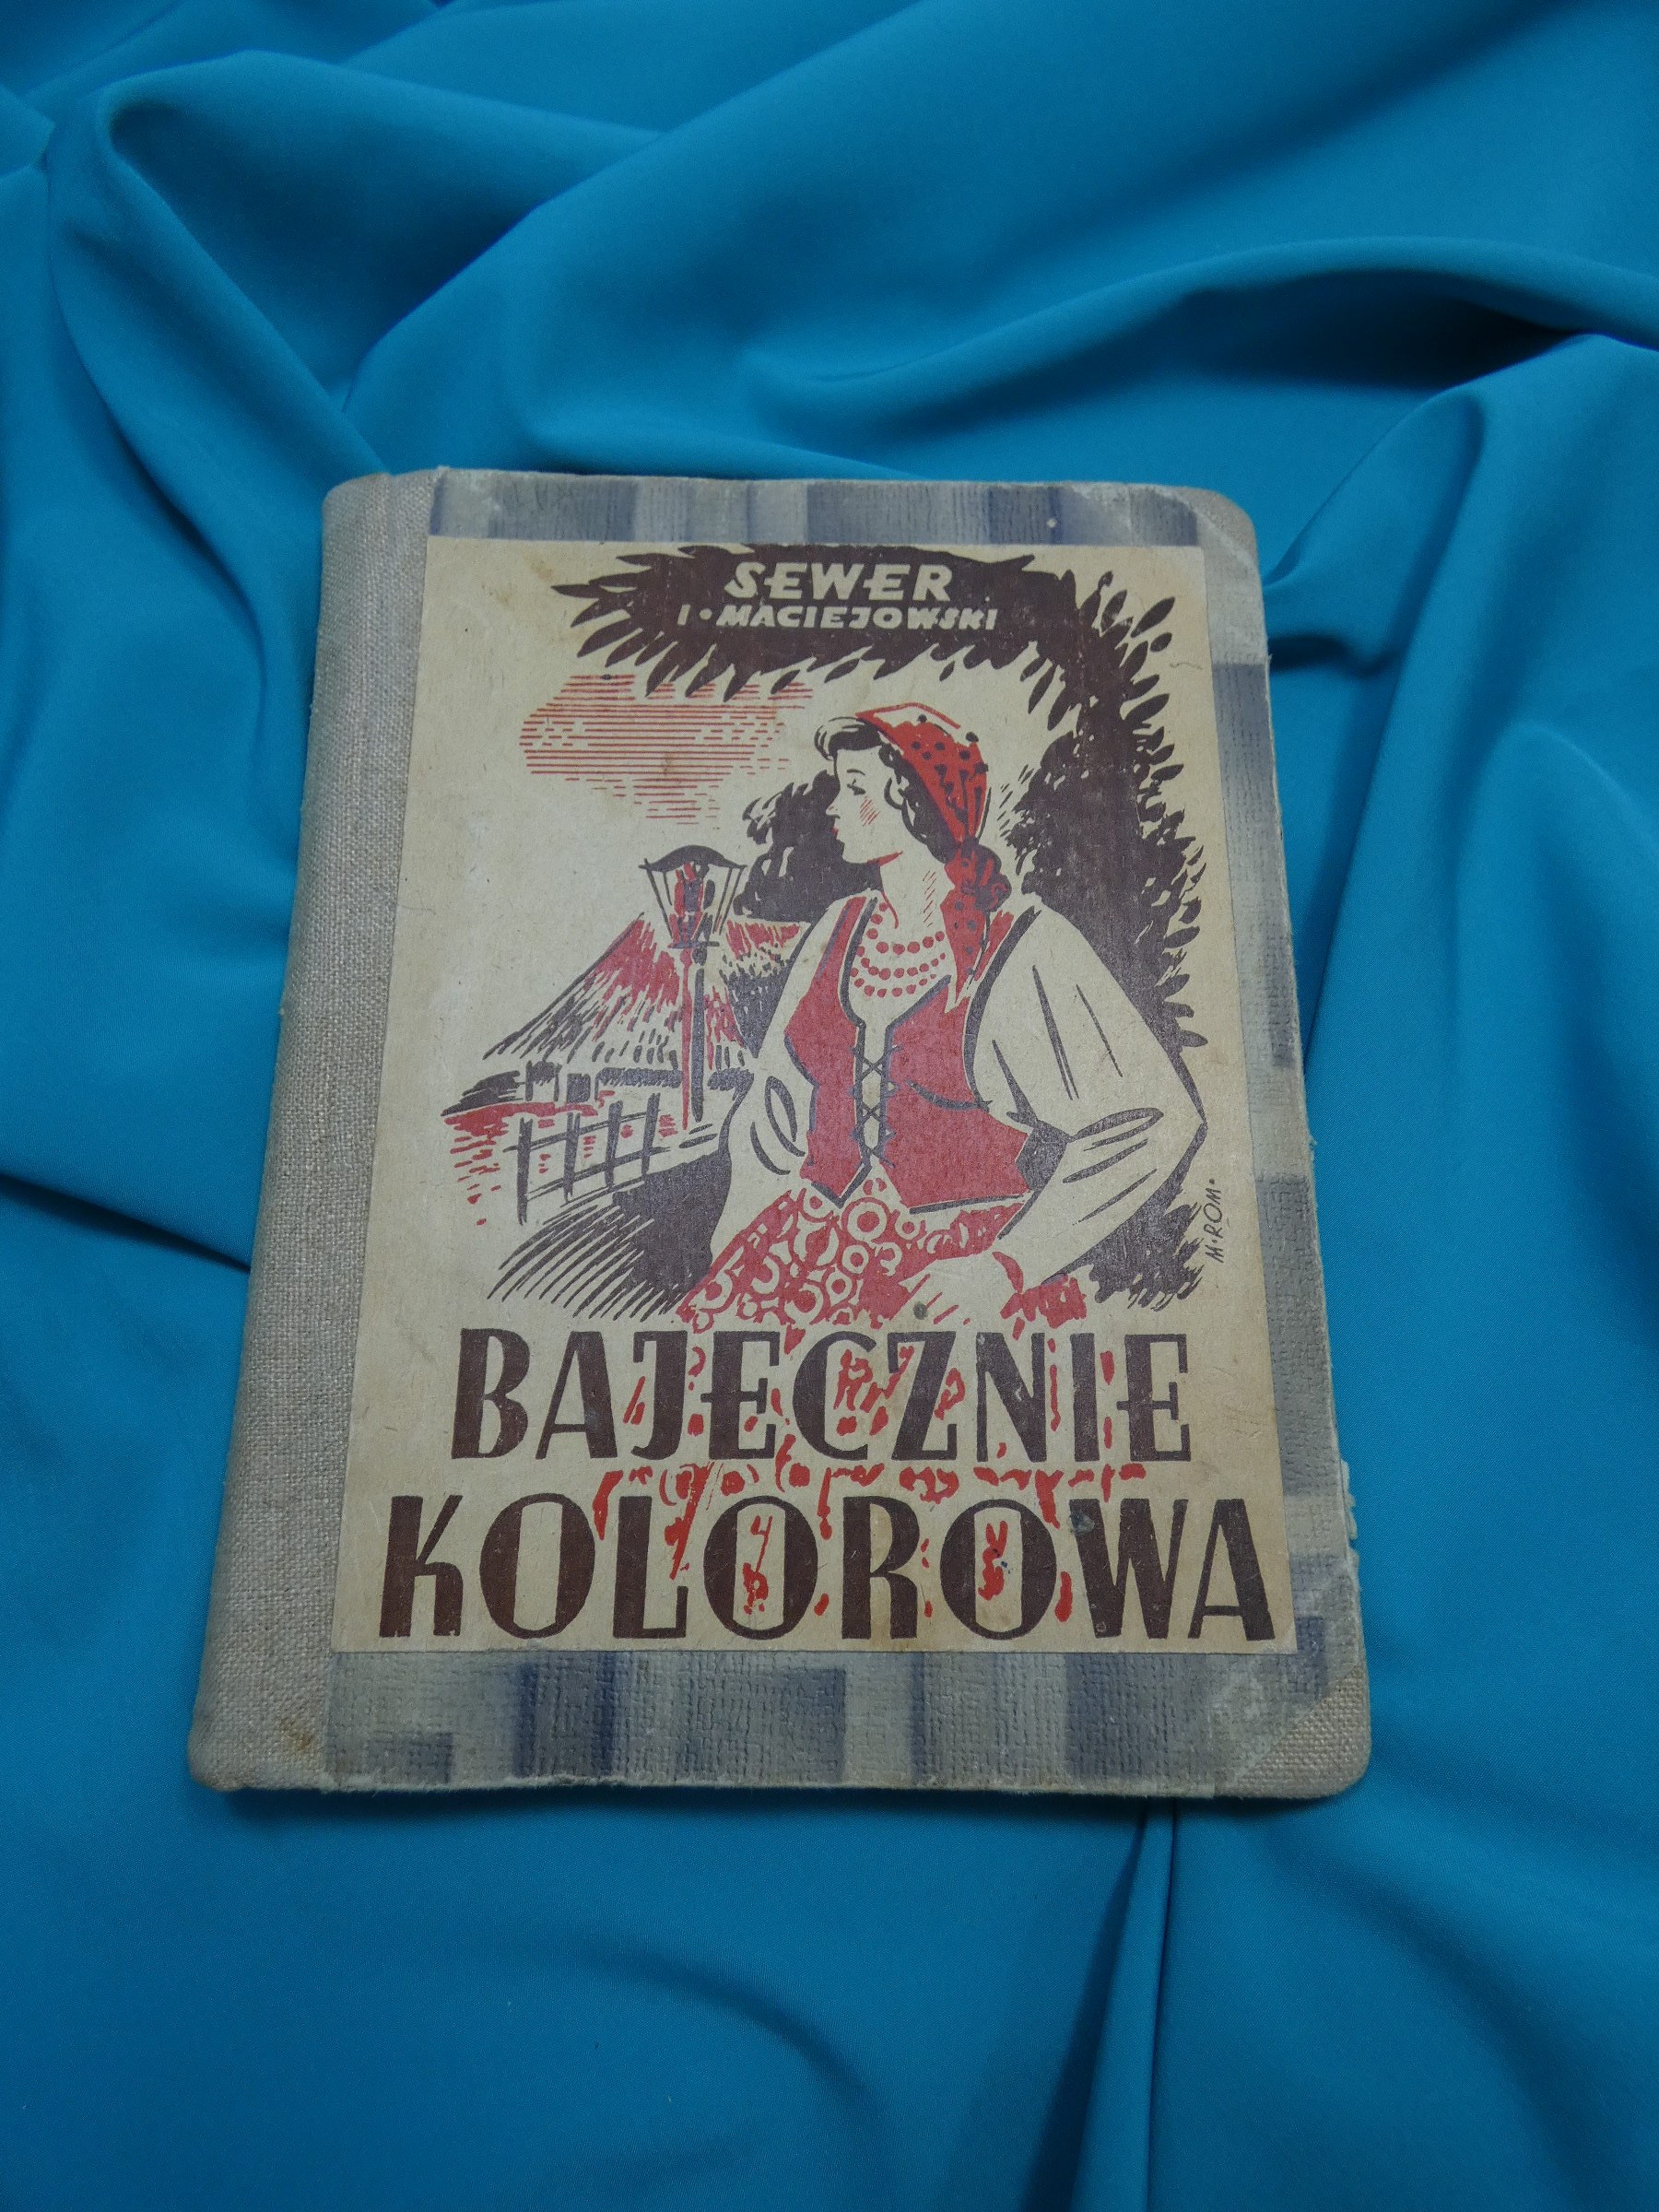 SEWER
I • MACIEJOWSKI
M • ROM •
BAJECZNIE
KOLOROWA